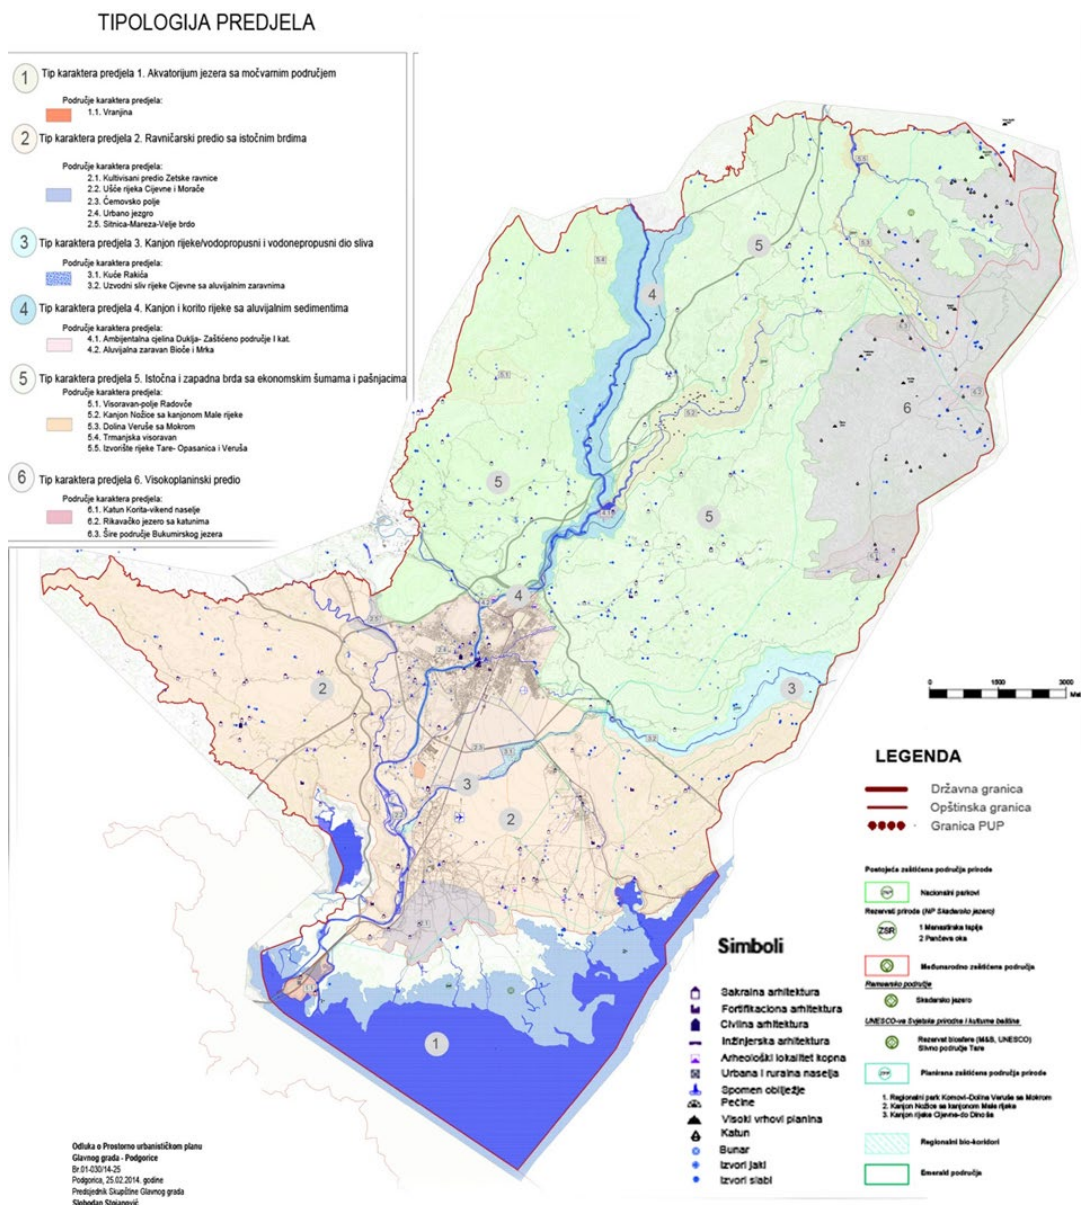 TIPOLOGIJA PREDJELA
1 Tip karaktera predjela 1. Akvatorijum jezera sa močvarnim područjem
Područje karaktera predjela:
1.1. Vranjina
2 Tip karaktera predjela 2. Ravničarski predio sa istočnim brdima
Područje karaktera predjela:
2.1. Kultivisani predio Zetske ravnice
2.2. Ušće rijeka Cijevne i Morače
2.3. Ćemovsko polje
2.4. Urbano jezgro
2.5. Sitnica-Mareza-Velje brdo
3 Tip karaktera predjela 3. Kanjon rijeke/vodopropusni i vodonepropusni dio sliva
Područje karaktera predjela:
3.1. Kuće Rakića
3.2. Uzvodni sliv rijeke Cijevne sa aluvijalnim zaravnima
4 Tip karaktera predjela 4. Kanjon i korito rijeke sa aluvijalnim sedimentima
Područje karaktera predjela:
4.1. Ambijentalna cjelina Duklja- Zaštićeno područje I kat.
4.2. Aluvijalna zaravan Bioče i Mrka
5 Tip karaktera predjela 5. Istočna i zapadna brda sa ekonomskim šumama i pašnjacima
Područje karaktera predjela:
5.1. Visoravan-polje Radovče
5.2. Kanjon Nožice sa kanjonom Male rijeke
5.3. Dolina Veruše sa Mokrom
5.4. Trmanjska visoravan
5.5. Izvorište rijeke Tare- Opasanica i Veruša
6 Tip karaktera predjela 6. Visokoplaninski predio
Područje karaktera predjela:
6.1. Katun Korita-vikend naselje
6.2. Rikavačko jezero sa katunima
6.3. Šire područje Bukumirskog jezera
5
4
6
5
5
4
3
2
3
2
1
0 1500 3000
LEGENDA
Državna granica
Opštinska granica
Granica PUP
Postojeća zaštićena područja prirode
Nacionalni parkovi
Rezervati prirode (NP Skadarsko jezero)
ZSR
1 Manastirska tapija
2 Pančeva oka
Međunarodno zaštićena područja
Ramsarsko područje
Skadarsko jezero
UNESCO-va Svjetska prirodna i kulturna baština
Rezervat biosfere (M&B, UNESCO)
Slivno područje Tare
Planirana zaštićena područja prirode
1. Regionalni park Komovi-Dolina Veruše sa Mokrom
2. Kanjon Nožice sa kanjonom Male rijeke
3. Kanjon rijeke Cijevne-do Dinoša
Regionalni bio-koridori
Emerald područja
Simboli
Sakralna arhitektura
Fortifikaciona arhitektura
Civilna arhitektura
Inžinjerska arhitektura
Arheološki lokalitet kopna
Urbana i ruralna naselja
Spomen obilježje
Pećine
Visoki vrhovi planina
Katun
Bunar
Izvori jaki
Izvori slabi
Odluka o Prostorno urbanističkom planu
Glavnog grada - Podgorice
Br.01-030/14-25
Podgorica, 25.02.2014. godine
Predsjednik Skupštine Glavnog grada
Slobodan Stojanović